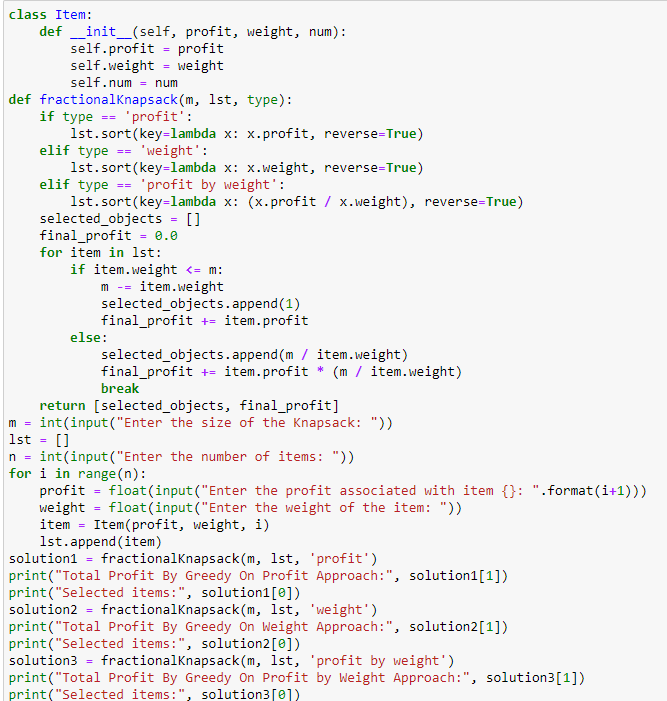 class Item:
    def __init__(self, profit, weight, num):
        self.profit = profit
        self.weight = weight
        self.num = num
def fractionalKnapsack(m, lst, type):
    if type == 'profit':
        lst.sort(key=lambda x: x.profit, reverse=True)
    elif type == 'weight':
        lst.sort(key=lambda x: x.weight, reverse=True)
    elif type == 'profit by weight':
        lst.sort(key=lambda x: (x.profit / x.weight), reverse=True)
    selected_objects = []
    final_profit = 0.0
    for item in lst:
        if item.weight <= m:
            m -= item.weight
            selected_objects.append(1)
            final_profit += item.profit
        else:
            selected_objects.append(m / item.weight)
            final_profit += item.profit * (m / item.weight)
            break
    return [selected_objects, final_profit]
m = int(input("Enter the size of the Knapsack: "))
lst = []
n = int(input("Enter the number of items: "))
for i in range(n):
    profit = float(input("Enter the profit associated with item {}: ".format(i+1)))
    weight = float(input("Enter the weight of the item: "))
    item = Item(profit, weight, i)
    lst.append(item)
solution1 = fractionalKnapsack(m, lst, 'profit')
print("Total Profit By Greedy On Profit Approach:", solution1[1])
print("Selected items:", solution1[0])
solution2 = fractionalKnapsack(m, lst, 'weight')
print("Total Profit By Greedy On Weight Approach:", solution2[1])
print("Selected items:", solution2[0])
solution3 = fractionalKnapsack(m, lst, 'profit by weight')
print("Total Profit By Greedy On Profit by Weight Approach:", solution3[1])
print("Selected items:", solution3[0])